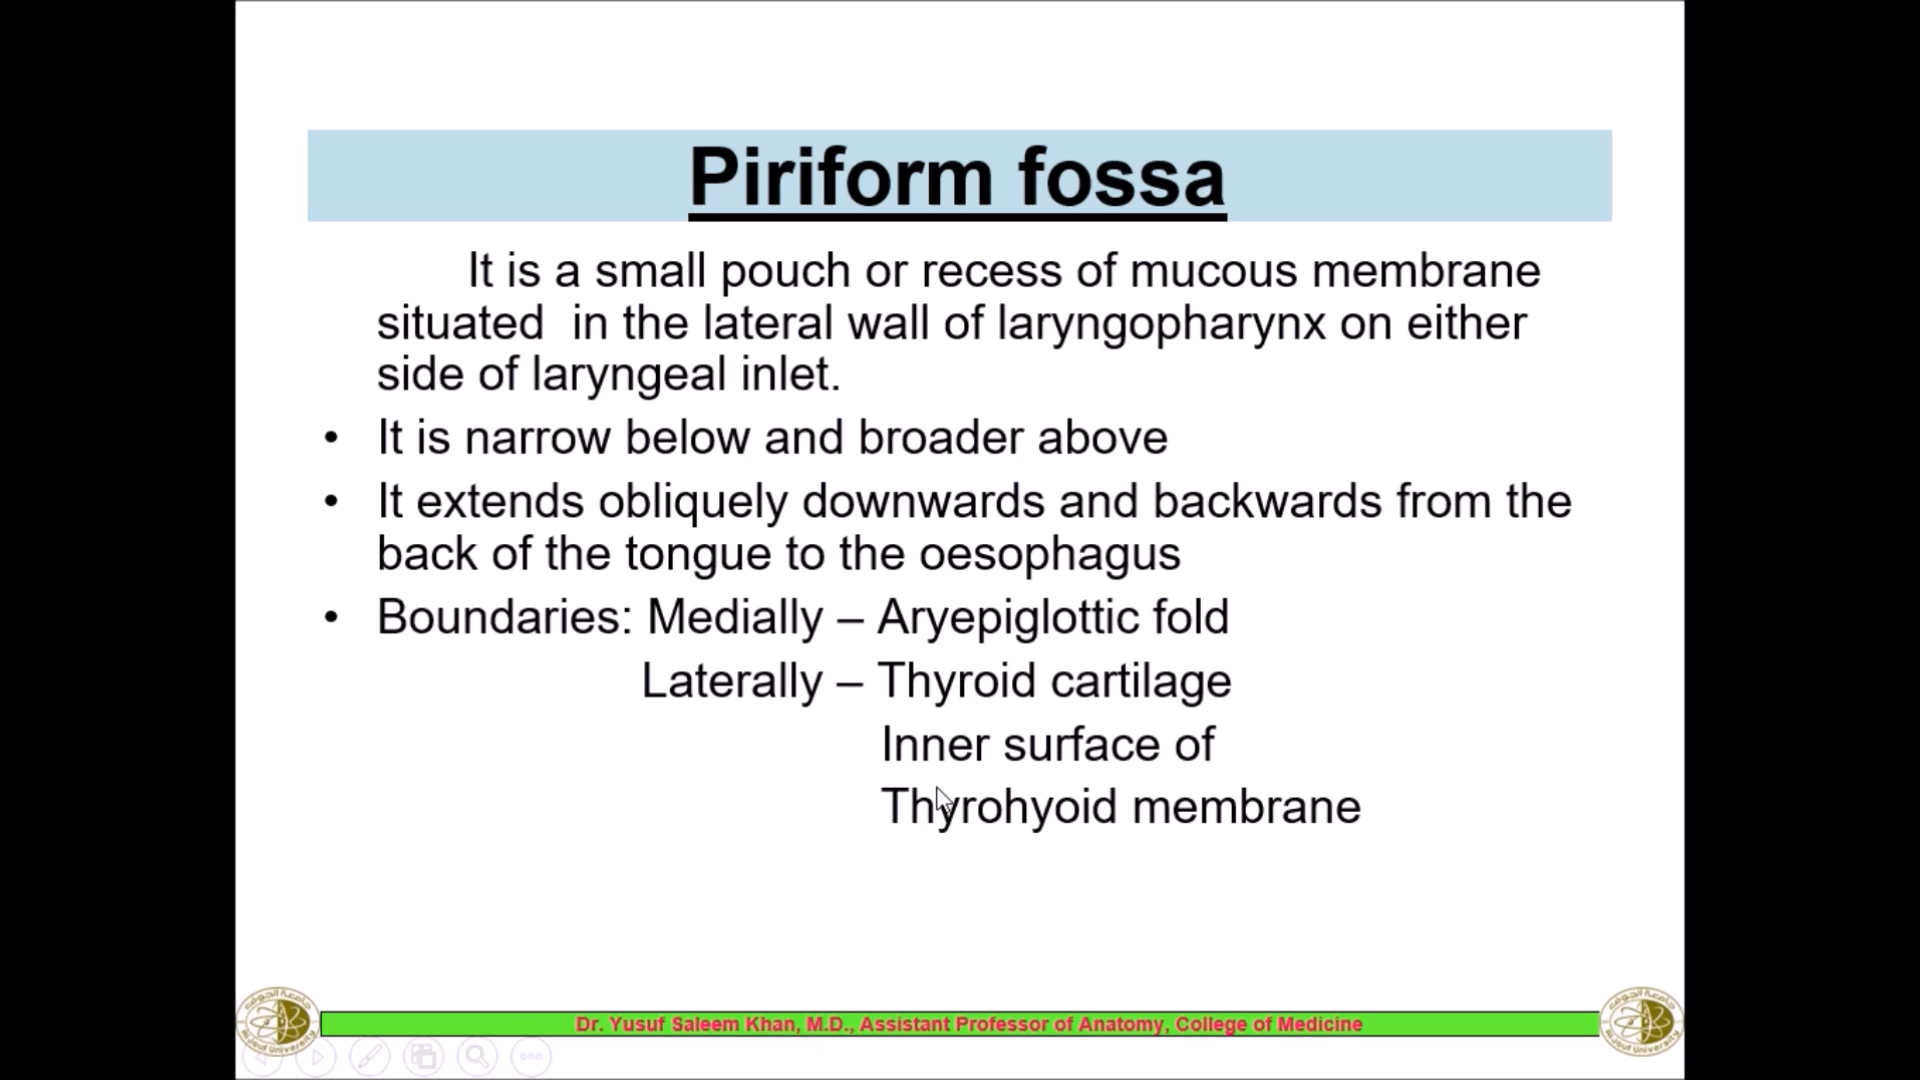 Piriform fossa
It is a small pouch or recess of mucous membrane
situated  in the lateral wall of laryngopharynx on either
side of laryngeal inlet.
• It is narrow below and broader above
• It extends obliquely downwards and backwards from the
back of the tongue to the oesophagus
• Boundaries: Medially – Aryepiglottic fold
Laterally – Thyroid cartilage
Inner surface of
Thyrohyoid membrane
Dr. Yusuf Saleem Khan, M.D., Assistant Professor of Anatomy, College of Medicine